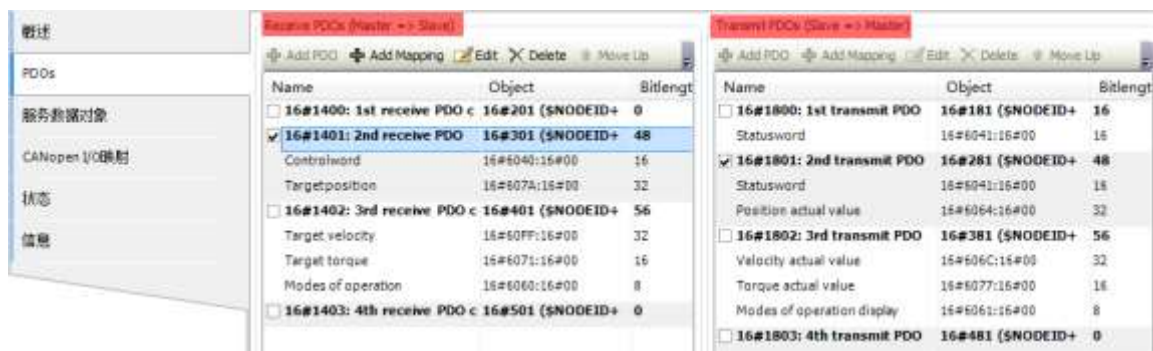 概述
PDOs
服务数据对象
CANopen I/O映射
状态
信息
Receive PDOs (Master => Slave)
Add PDO Add Mapping Edit Delete Move Up
Name Object Bitlengt
16#1400: 1st receive PDO c 16#201 ($NODEID+ 0
16#1401: 2nd receive PDO 16#301 ($NODEID+ 48
Controlword 16#6040:16#00 16
Targetposition 16#607A:16#00 32
16#1402: 3rd receive PDO c 16#401 ($NODEID+ 56
Target velocity 16#60FF:16#00 32
Target torque 16#6071:16#00 16
Modes of operation 16#6060:16#00 8
16#1403: 4th receive PDO c 16#501 ($NODEID+ 0
Transmit PDOs (Slave => Master)
Add PDO Add Mapping Edit Delete Move Up
Name Object Bitlengt
16#1800: 1st transmit PDO 16#181 ($NODEID+ 16
Statusword 16#6041:16#00 16
16#1801: 2nd transmit PDO 16#281 ($NODEID+ 48
Statusword 16#6041:16#00 16
Position actual value 16#6064:16#00 32
16#1802: 3rd transmit PDO 16#381 ($NODEID+ 56
Velocity actual value 16#606C:16#00 32
Torque actual value 16#6077:16#00 16
Modes of operation display 16#6061:16#00 8
16#1803: 4th transmit PDO 16#481 ($NODEID+ 0